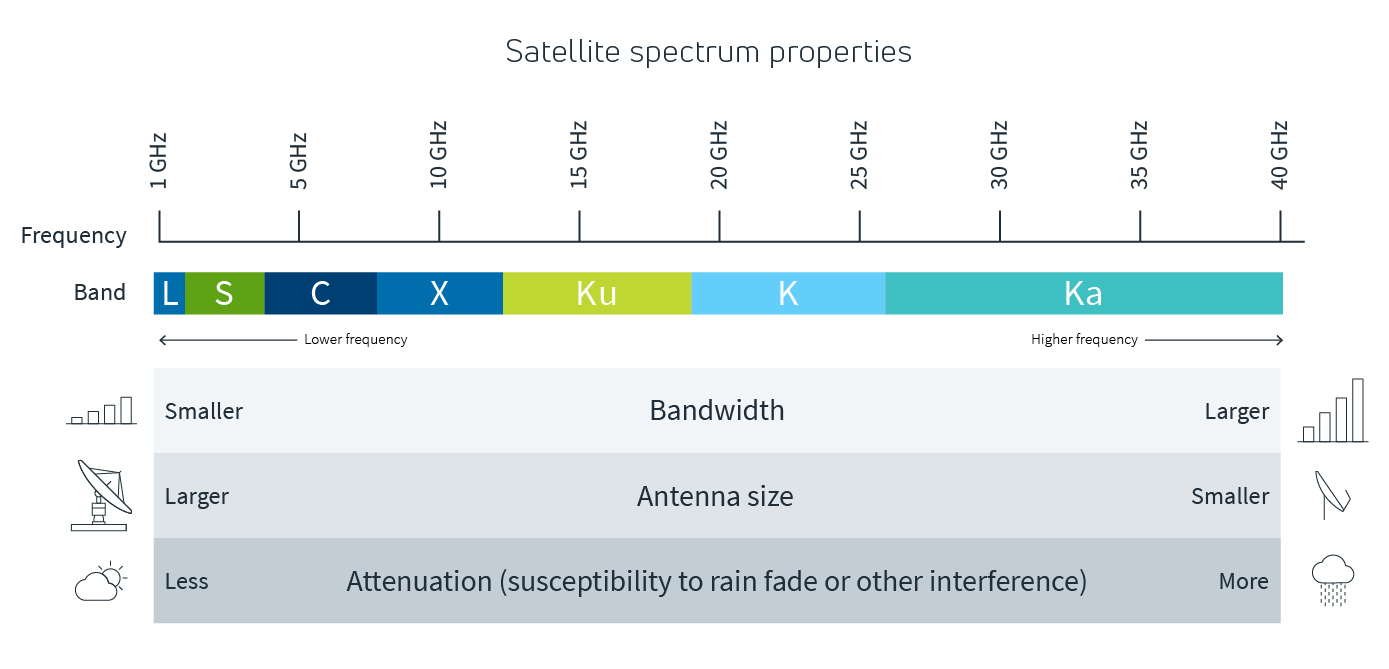 Satellite spectrum properties
1 GHz
5 GHz
10 GHz
15 GHz
20 GHz
25 GHz
30 GHz
35 GHz
40 GHz
Frequency
Band
L
S
C
X
Ku
K
Ka
Lower frequency
Higher frequency
Smaller
Bandwidth
Larger
Larger
Antenna size
Smaller
Less
Attenuation (susceptibility to rain fade or other interference)
More